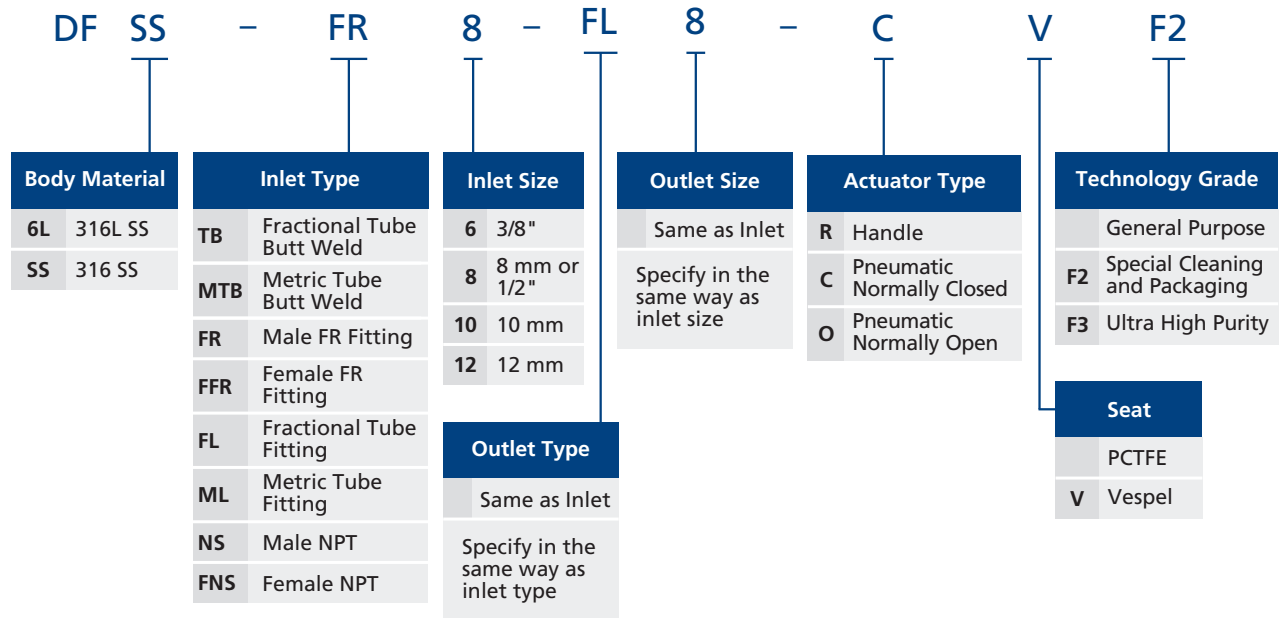 DF SS – FR 8 – FL 8 – C V F2
Body Material
6L 316L SS
SS 316 SS
Inlet Type
TB Fractional Tube
Butt Weld
MTB Metric Tube
Butt Weld
FR Male FR Fitting
FFR Female FR
Fitting
FL Fractional Tube
Fitting
ML Metric Tube
Fitting
NS Male NPT
FNS Female NPT
Inlet Size
6 3/8"
8 8 mm or
1/2"
10 10 mm
12 12 mm
Outlet Type
Same as Inlet
Specify in the
same way as
inlet type
Outlet Size
Same as Inlet
Specify in the
same way as
inlet size
Actuator Type
R Handle
C Pneumatic
Normally Closed
O Pneumatic
Normally Open
Technology Grade
General Purpose
F2 Special Cleaning
and Packaging
F3 Ultra High Purity
Seat
PCTFE
V Vespel